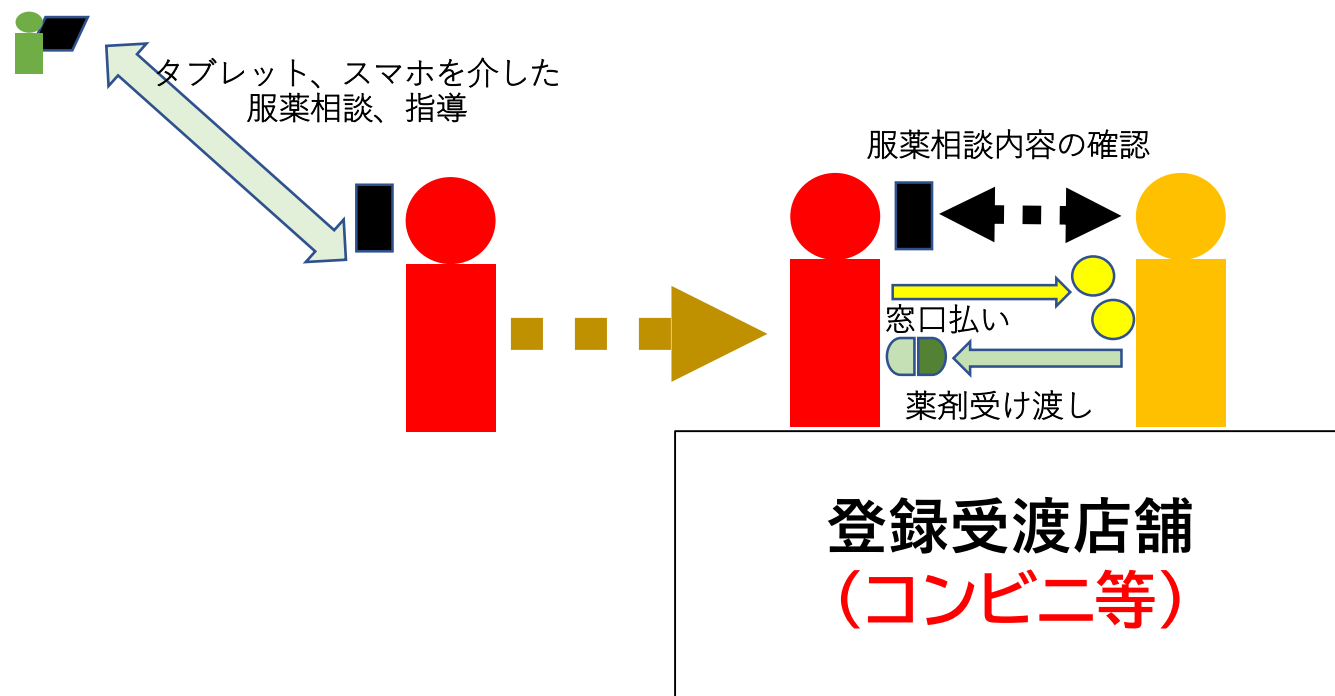 タブレット、スマホを介した
服薬相談、指導
服薬相談内容の確認
窓口払い
薬剤受け渡し
登録受渡店舗
（コンビニ等）